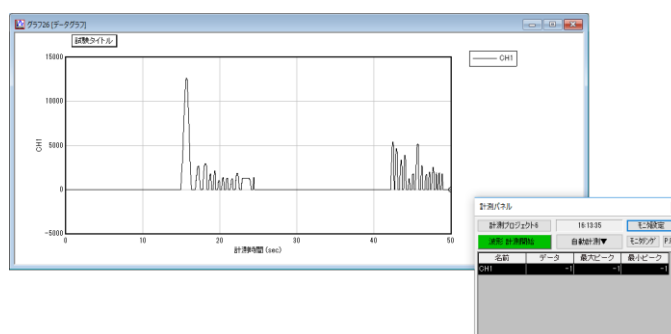 グラフ26 [データグラフ]
試験タイトル
CH1
15000
10000
5000
0
-5000
CH1
0
10
20
30
40
50
計測時間 (sec)
計測パネル
計測プロジェクト6
16:13:35
モニタ設定
波形 計測開始
自動計測▼
モニタリング
名前
データ
最大ピーク
最小ピーク
CH1
-1
-1
-1